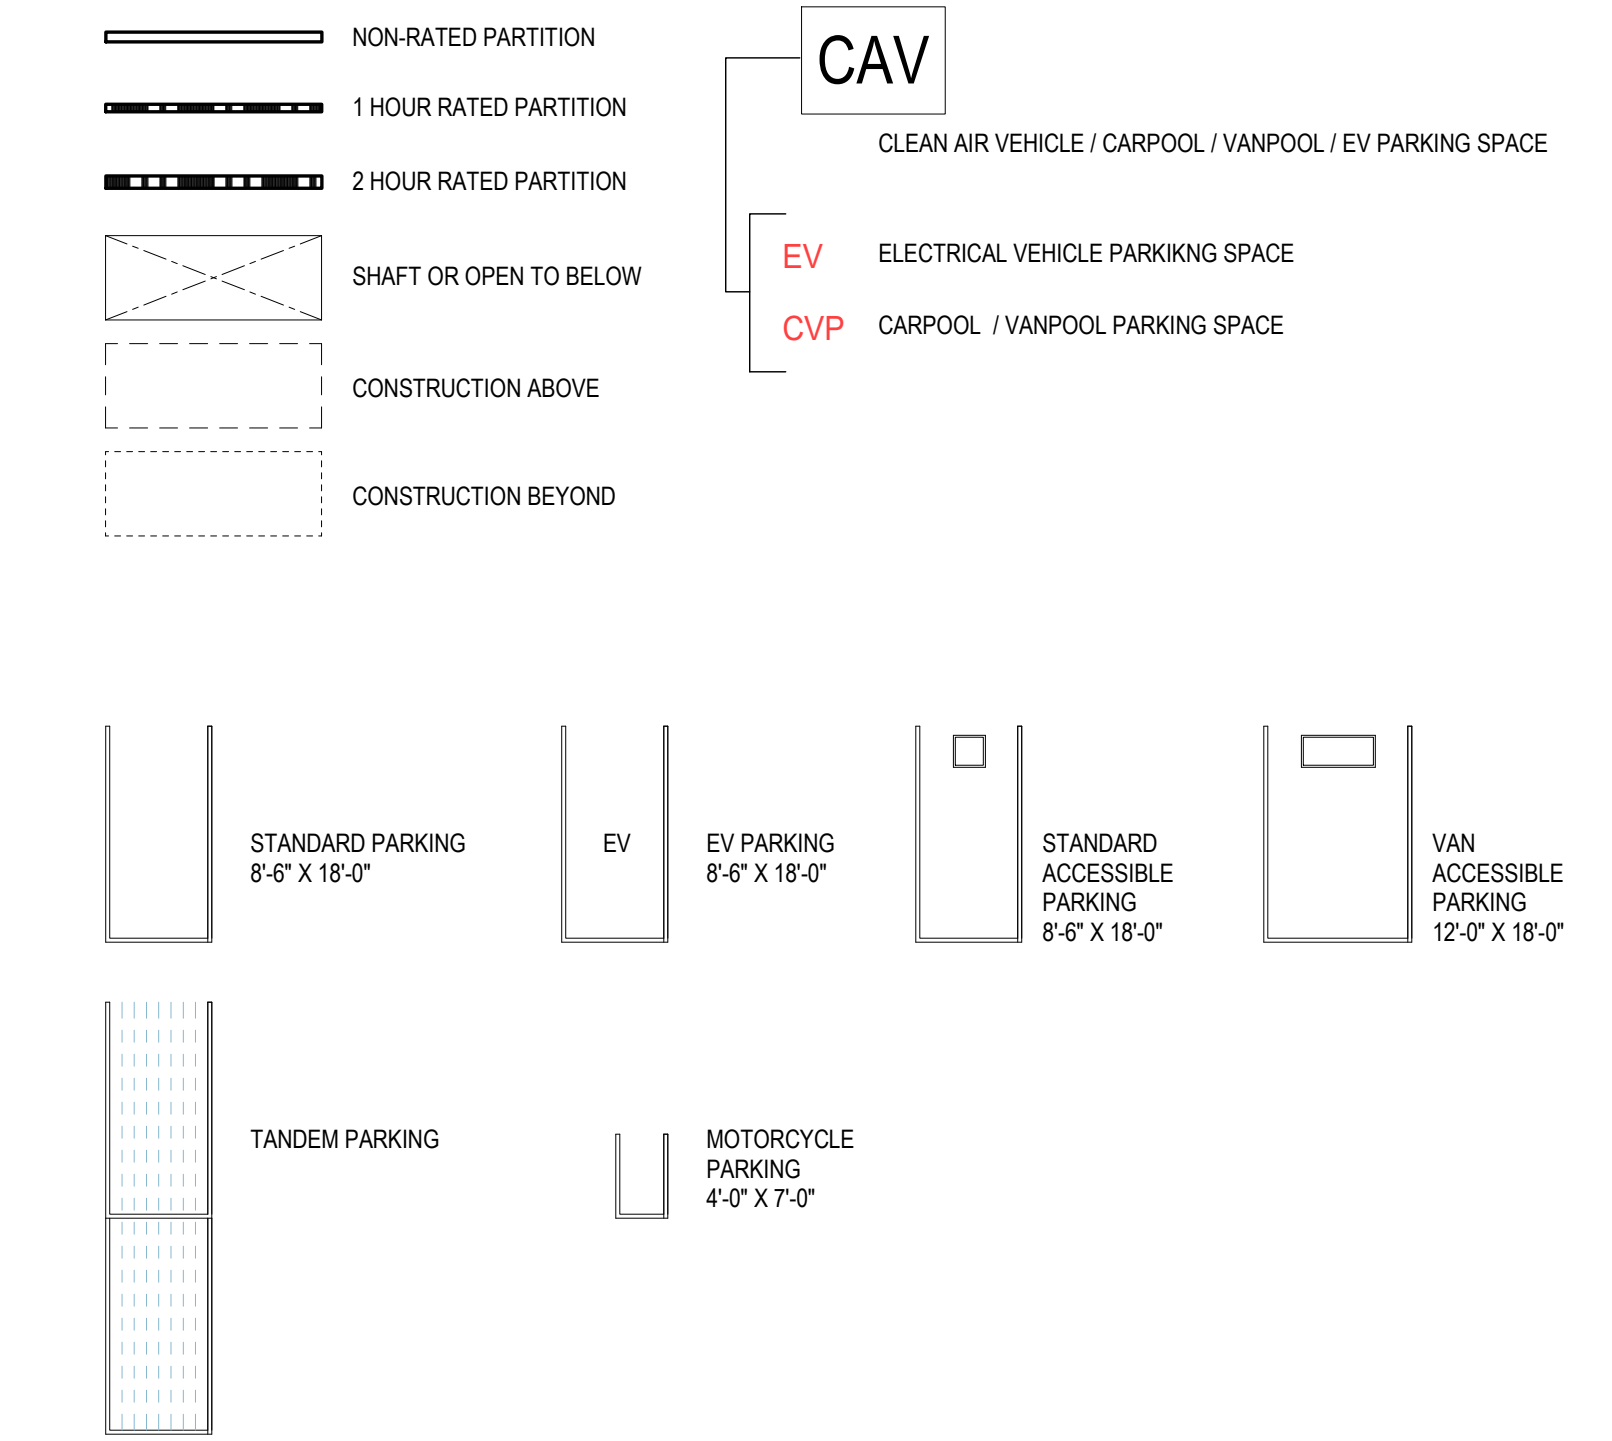 NON-RATED PARTITION
1 HOUR RATED PARTITION
2 HOUR RATED PARTITION
SHAFT OR OPEN TO BELOW
CONSTRUCTION ABOVE
CONSTRUCTION BEYOND
CAV
CLEAN AIR VEHICLE / CARPOOL / VANPOOL / EV PARKING SPACE
EV ELECTRICAL VEHICLE PARKIKNG SPACE
CVP CARPOOL / VANPOOL PARKING SPACE
STANDARD PARKING
8'-6" X 18'-0"
EV
EV PARKING
8'-6" X 18'-0"
STANDARD
ACCESSIBLE
PARKING
8'-6" X 18'-0"
VAN
ACCESSIBLE
PARKING
12'-0" X 18'-0"
TANDEM PARKING
MOTORCYCLE
PARKING
4'-0" X 7'-0"